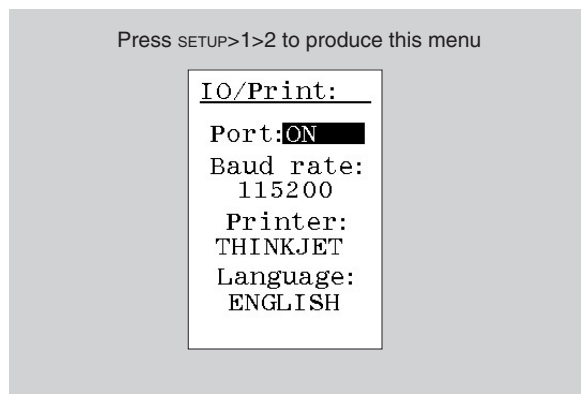 Press SETUP>1>2 to produce this menu
IO/Print:
Port:ON
Baud rate:
115200
Printer:
THINKJET
Language:
ENGLISH